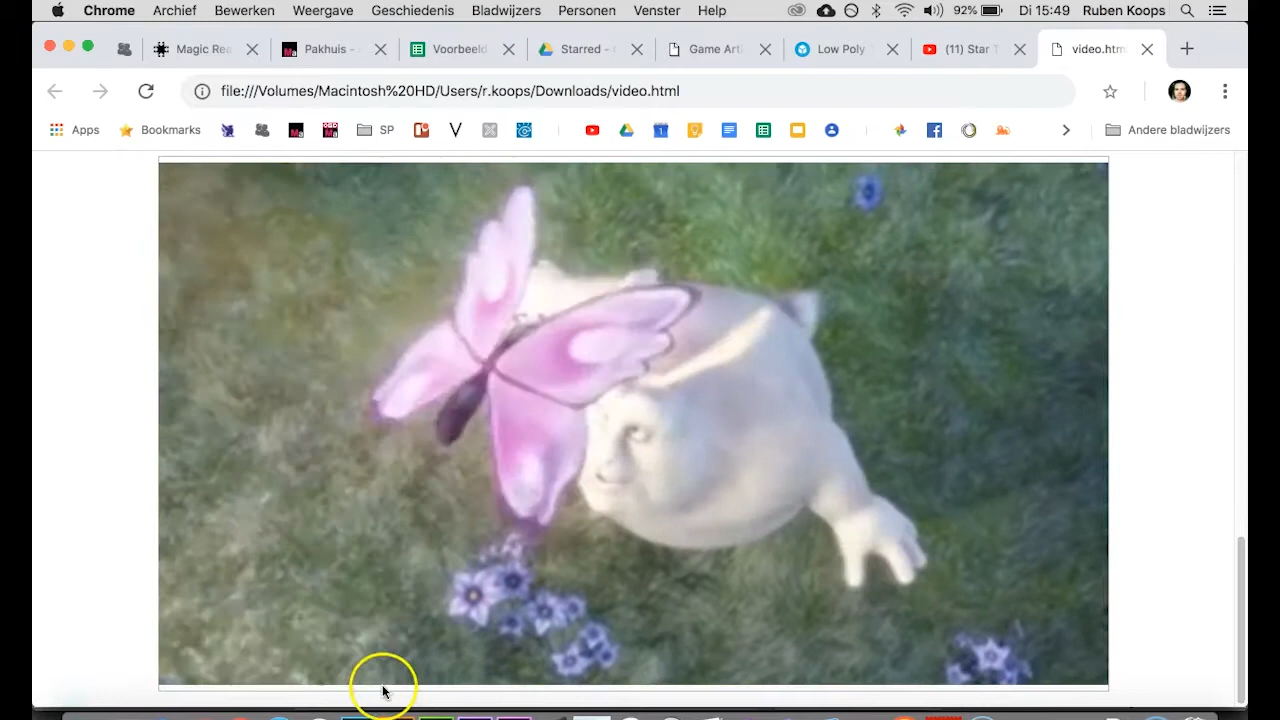 Chrome Archief Bewerken Weergave Geschiedenis Bladwijzers Personen Venster Help 92% Di 15:49 Ruben Koops
Magic Rea Pakhuis - Voorbeeld Starred - Game Art Low Poly (11) Star T video.htm
file:///Volumes/Macintosh%20HD/Users/r.koops/Downloads/video.html
Apps Bookmarks SP Andere bladwijzers